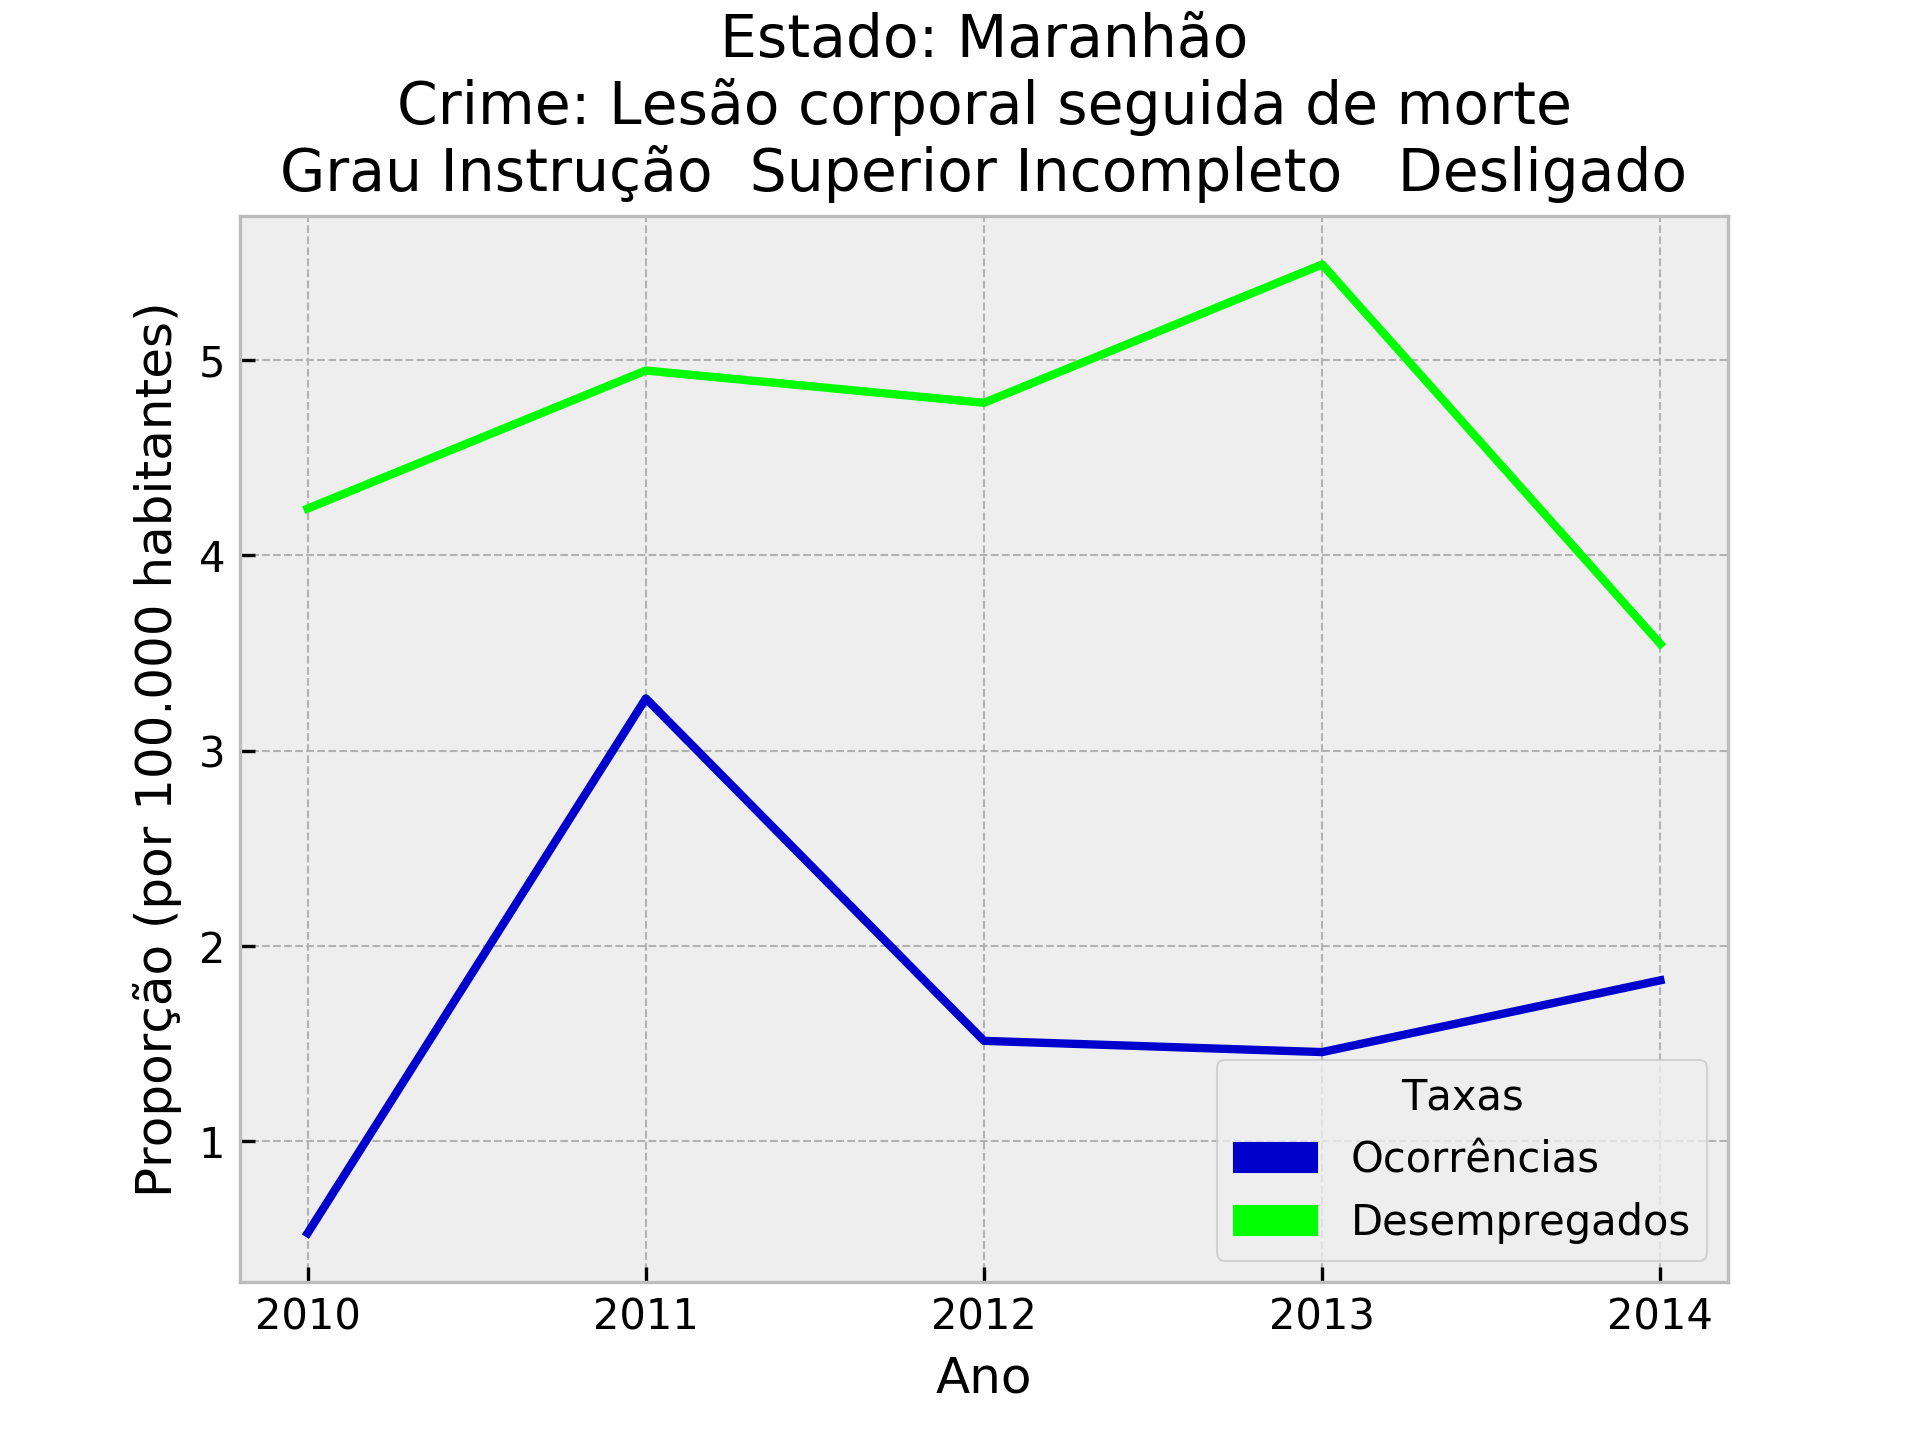 Estado: Maranhão
Crime: Lesão corporal seguida de morte
Grau Instrução  Superior Incompleto   Desligado
Proporção (por 100.000 habitantes)
5
4
3
2
1
Taxas
Ocorrências
Desempregados
2010 2011 2012 2013 2014
Ano